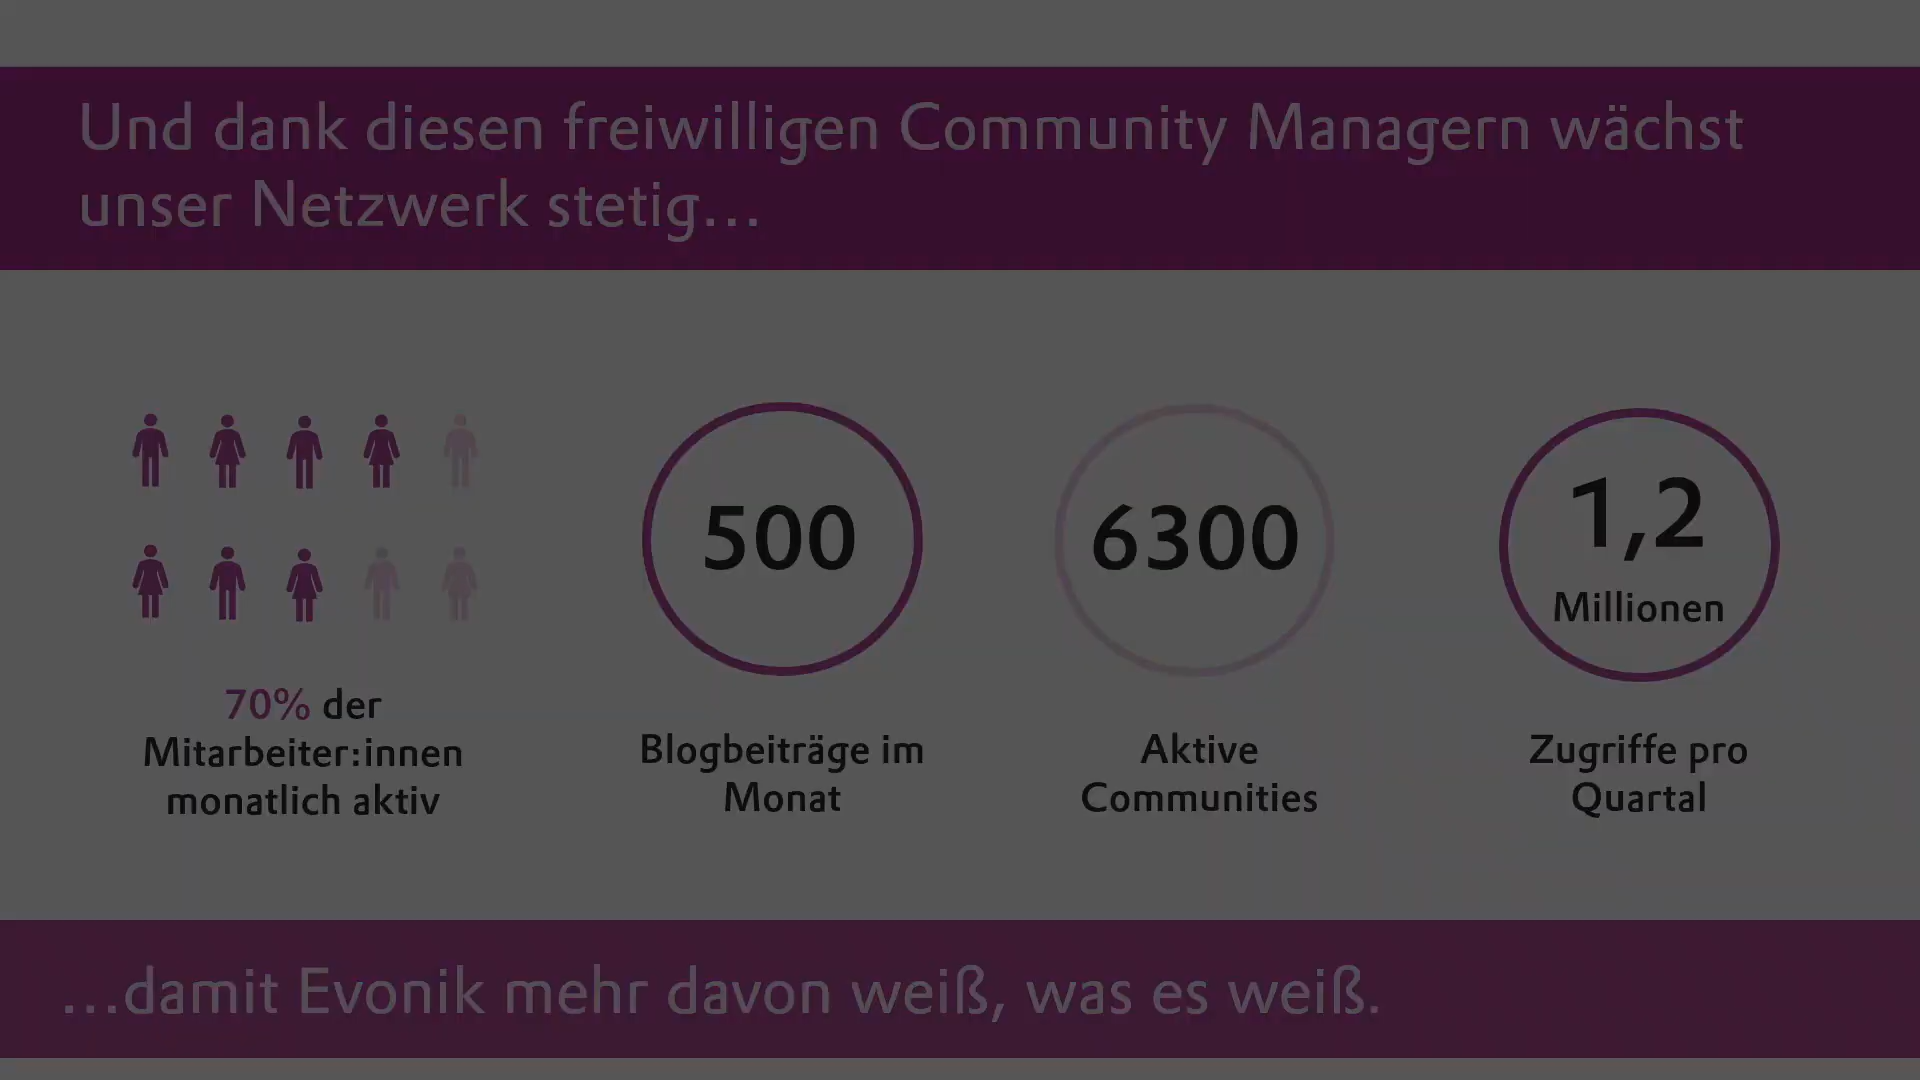 Und dank diesen freiwilligen Community Managern wächst
unser Netzwerk stetig...
70% der
Mitarbeiter:innen
monatlich aktiv
500
Blogbeiträge im
Monat
6300
Aktive
Communities
1,2
Millionen
Zugriffe pro
Quartal
...damit Evonik mehr davon weiß, was es weiß.